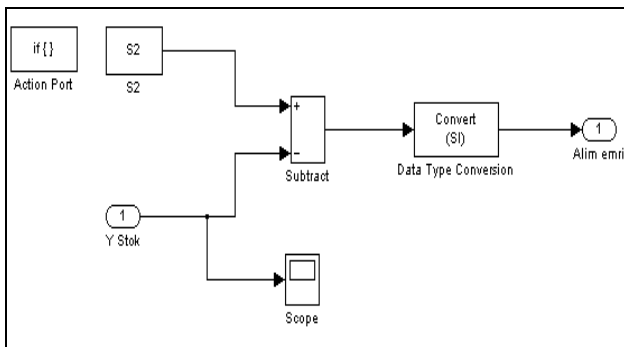 if { }
Action Port
S2
S2
+
−
Subtract
Convert
(SI)
Data Type Conversion
1
Alim emri
1
Y Stok
Scope